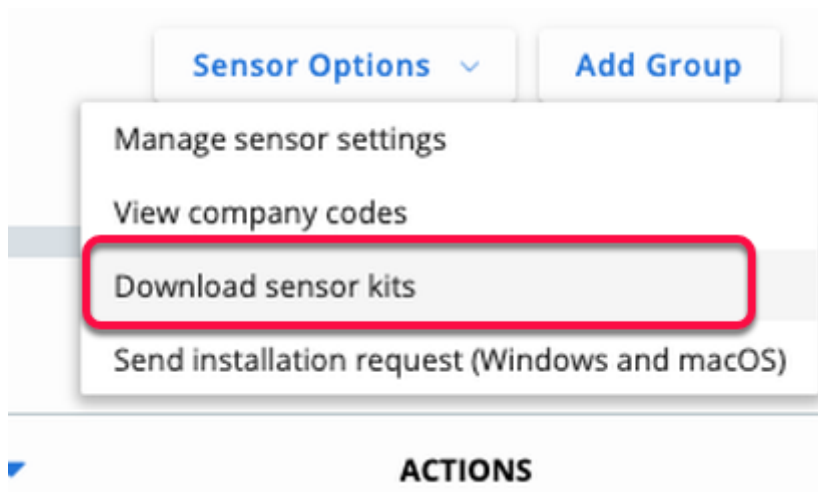 Sensor Options
Add Group
Manage sensor settings
View company codes
Download sensor kits
Send installation request (Windows and macOS)
ACTIONS